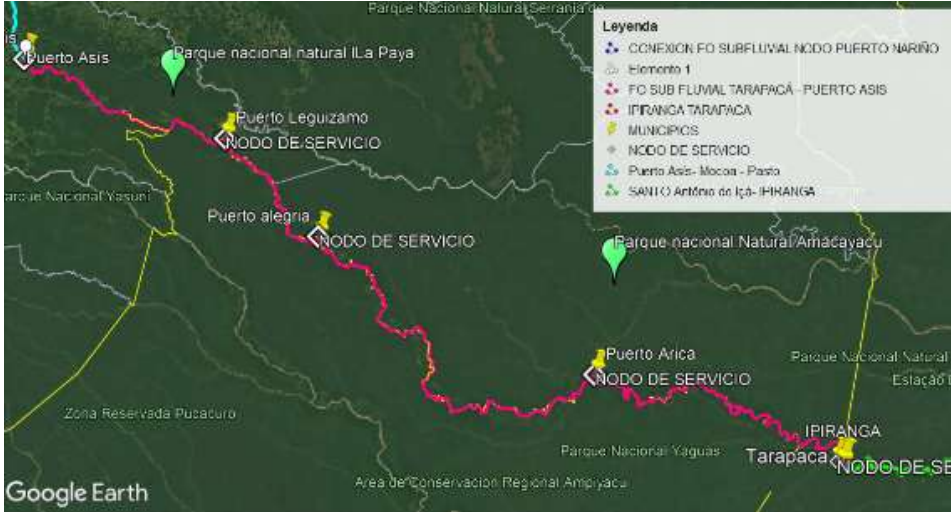 Parque Nacional Natural Serrania de
Puerto Asis
Parque nacional natural lLa Paya
Puerto Leguizamo
NODO DE SERVICIO
Parque Nacional Yasuni
Puerto alegria
NODO DE SERVICIO
Parque nacional Natural Amacayacu
Puerto Arica
NODO DE SERVICIO
Parque Nacional Natural
Estação
Zona Reservada Pucacuro
IPIRANGA
Parque Nacional Yaguas
Tarapaca
NODO DE SE
Area de Conservacion Regional Ampiyacu
Google Earth
Leyenda
CONEXION FO SUBFLUVIAL NODO PUERTO NARIÑO
Elemento 1
FO SUB FLUVIAL TARAPACÁ - PUERTO ASIS
IPIRANGA TARAPACA
MUNICIPIOS
NODO DE SERVICIO
Puerto Asís- Mocoa - Pasto
SANTO Antônio do Içá- IPIRANGA